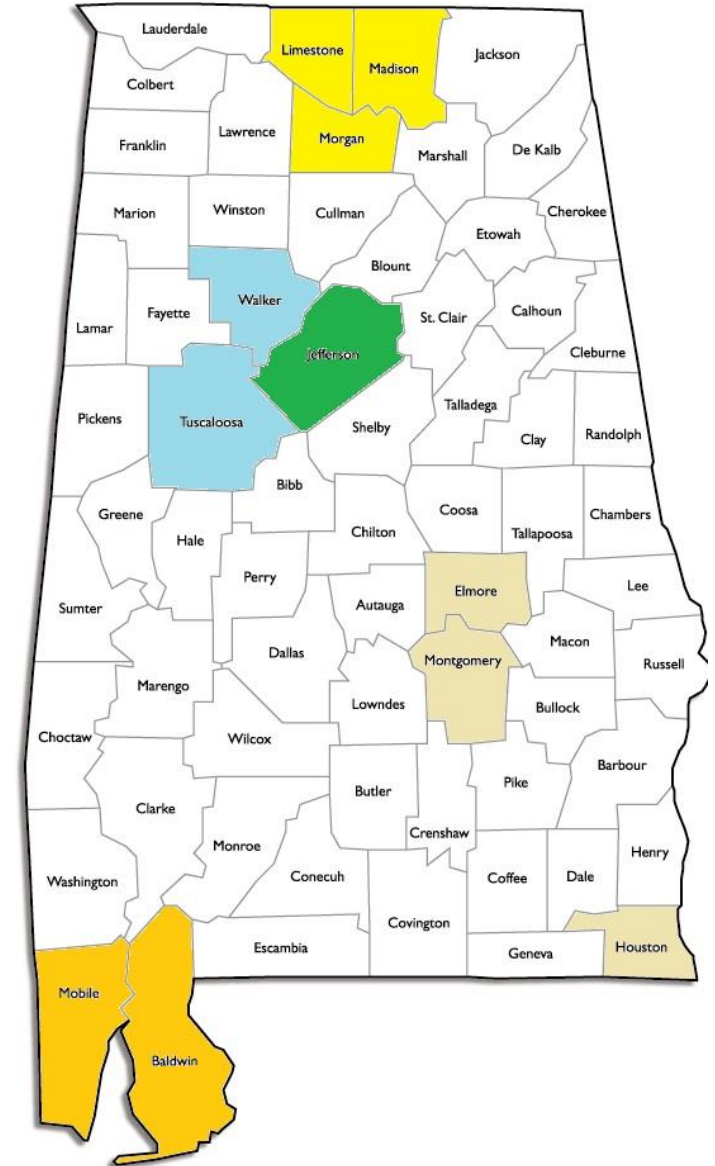 Lauderdale
Limestone
Madison
Jackson
Colbert
Lawrence
Franklin
Morgan
Marshall
De Kalb
Marion
Winston
Cullman
Cherokee
Etowah
Blount
Walker
St. Clair
Calhoun
Fayette
Lamar
Jefferson
Cleburne
Talladega
Pickens
Tuscaloosa
Shelby
Clay
Randolph
Bibb
Greene
Coosa
Chambers
Hale
Chilton
Tallapoosa
Perry
Elmore
Lee
Sumter
Autauga
Macon
Dallas
Montgomery
Russell
Marengo
Lowndes
Bullock
Choctaw
Wilcox
Barbour
Clarke
Butler
Pike
Crenshaw
Monroe
Henry
Washington
Conecuh
Coffee
Dale
Covington
Escambia
Geneva
Houston
Mobile
Baldwin